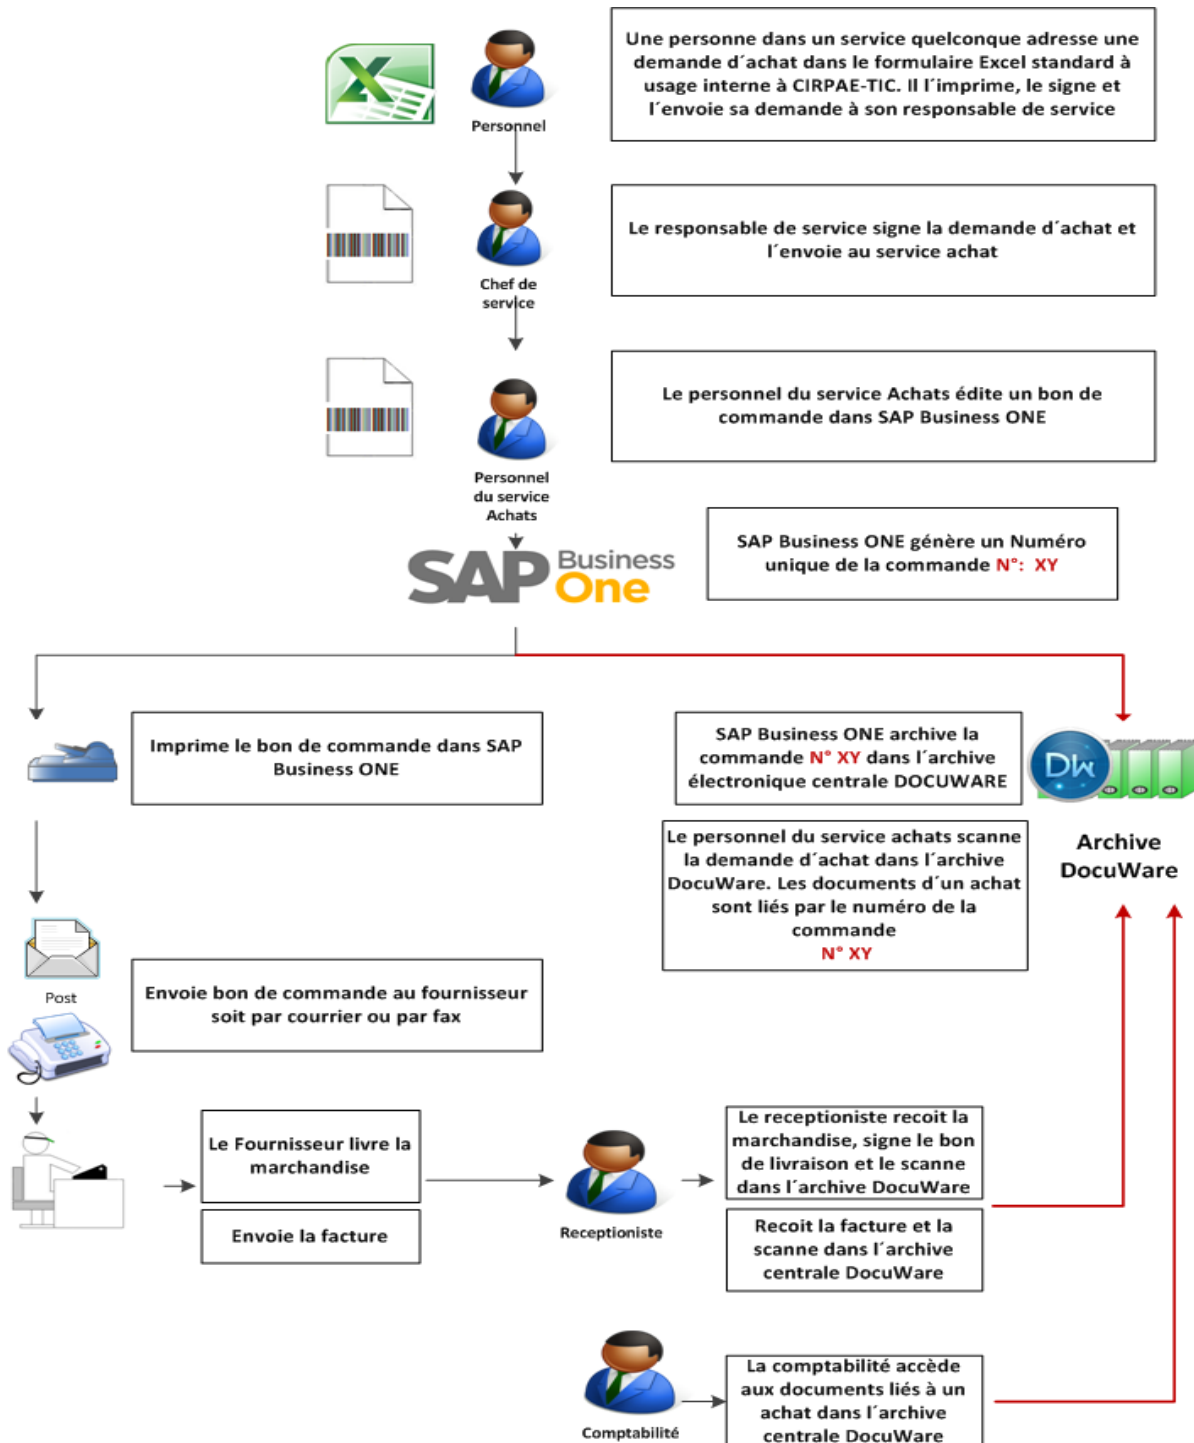 Une personne dans un service quelconque adresse une
demande d´achat dans le formulaire Excel standard à
usage interne à CIRPAE-TIC. Il l´imprime, le signe et
l´envoie sa demande à son responsable de service
Personnel
Le responsable de service signe la demande d´achat et
l´envoie au service achat
Chef de
service
Le personnel du service Achats édite un bon de
commande dans SAP Business ONE
Personnel
du service
Achats
SAP Business One
SAP Business ONE génère un Numéro
unique de la commande N°: XY
Imprime le bon de commande dans SAP
Business ONE
SAP Business ONE archive la
commande N° XY dans l´archive
électronique centrale DOCUWARE
DW
Archive
DocuWare
Le personnel du service achats scanne
la demande d´achat dans l´archive
DocuWare. Les documents d´un achat
sont liés par le numéro de la
commande
N° XY
Post
Envoie bon de commande au fournisseur
soit par courrier ou par fax
Le Fournisseur livre la
marchandise
Envoie la facture
Receptioniste
Le receptioniste recoit la
marchandise, signe le bon
de livraison et le scanne
dans l´archive DocuWare
Recoit la facture et la
scanne dans l´archive
centrale DocuWare
Comptabilité
La comptabilité accède
aux documents liés à un
achat dans l´archive
centrale DocuWare